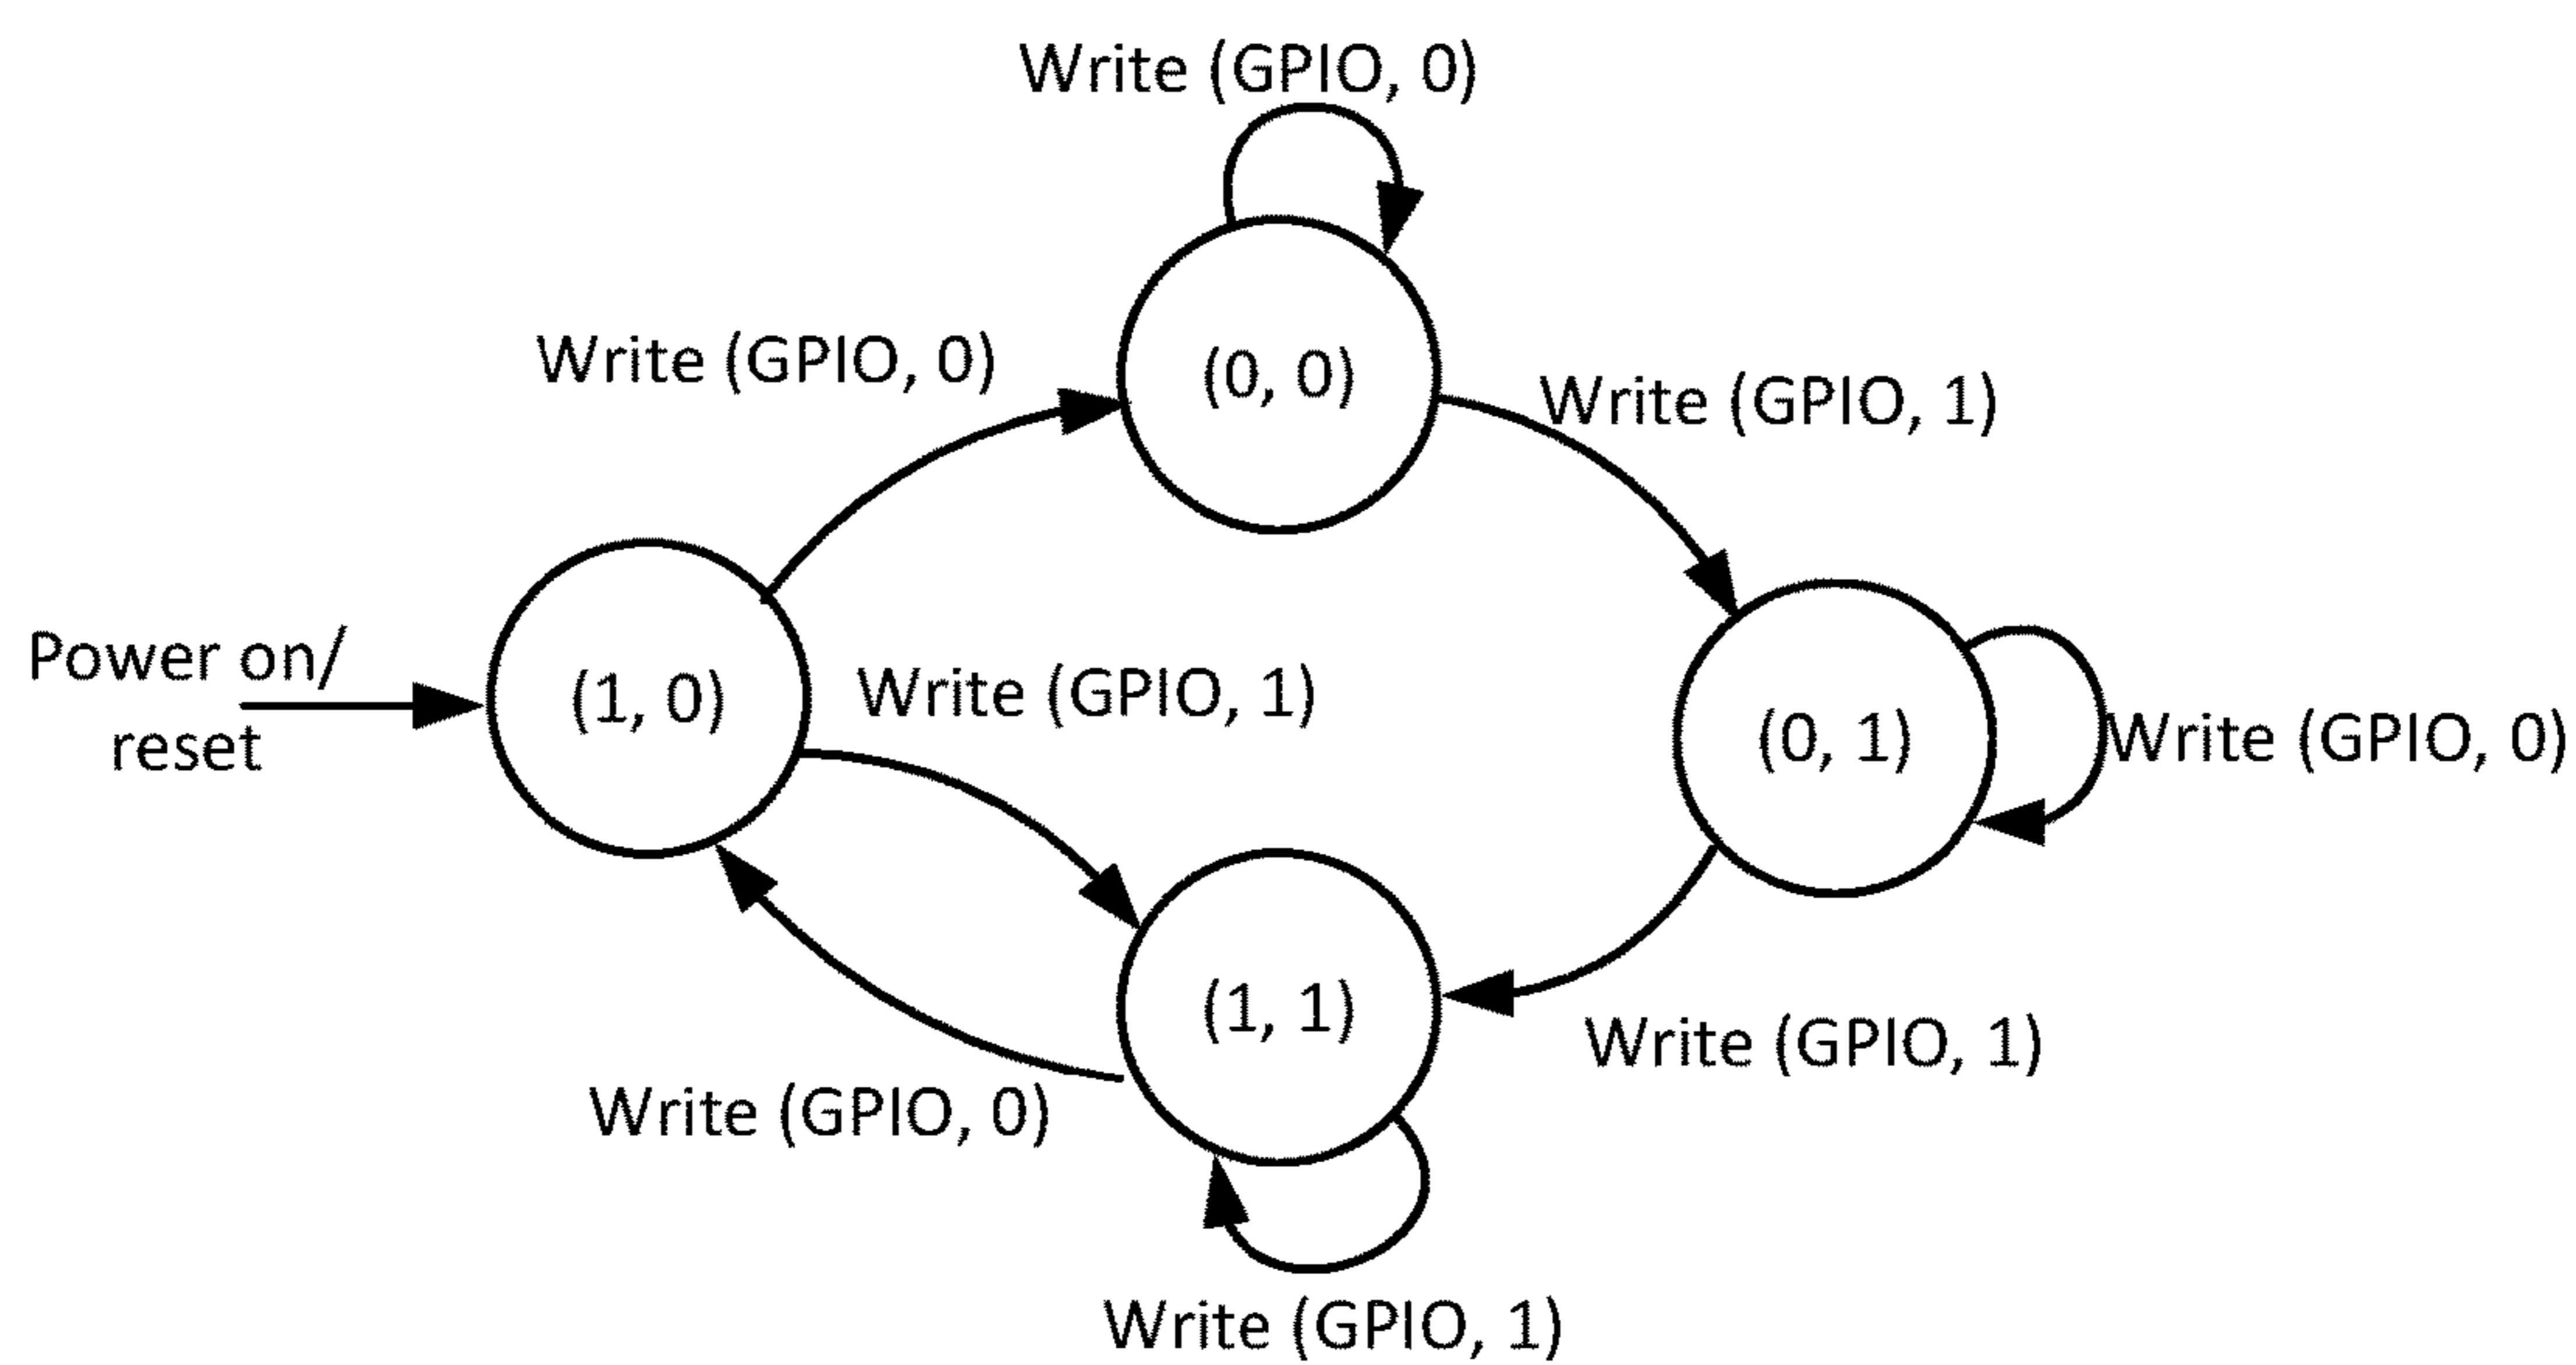 Write (GPIO, 0)
Write (GPIO, 0)
(0, 0)
Write (GPIO, 1)
Power on/
reset
(1, 0)
Write (GPIO, 1)
(0, 1)
Write (GPIO, 0)
(1, 1)
Write (GPIO, 1)
Write (GPIO, 0)
Write (GPIO, 1)